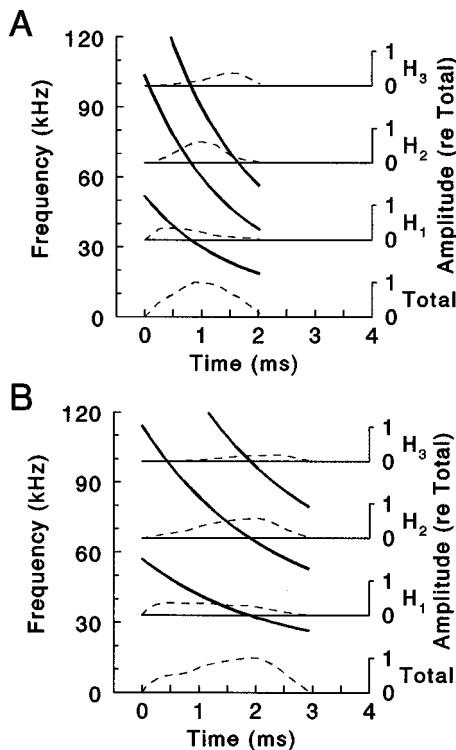 A
120
90
60
30
0
Frequency (kHz)
0 1 2 3 4
Time (ms)
1
0 H3
1
0 H2
1
0 H1
1
0 Total
Amplitude (re Total)
B
120
90
60
30
0
Frequency (kHz)
0 1 2 3 4
Time (ms)
1
0 H3
1
0 H2
1
0 H1
1
0 Total
Amplitude (re Total)